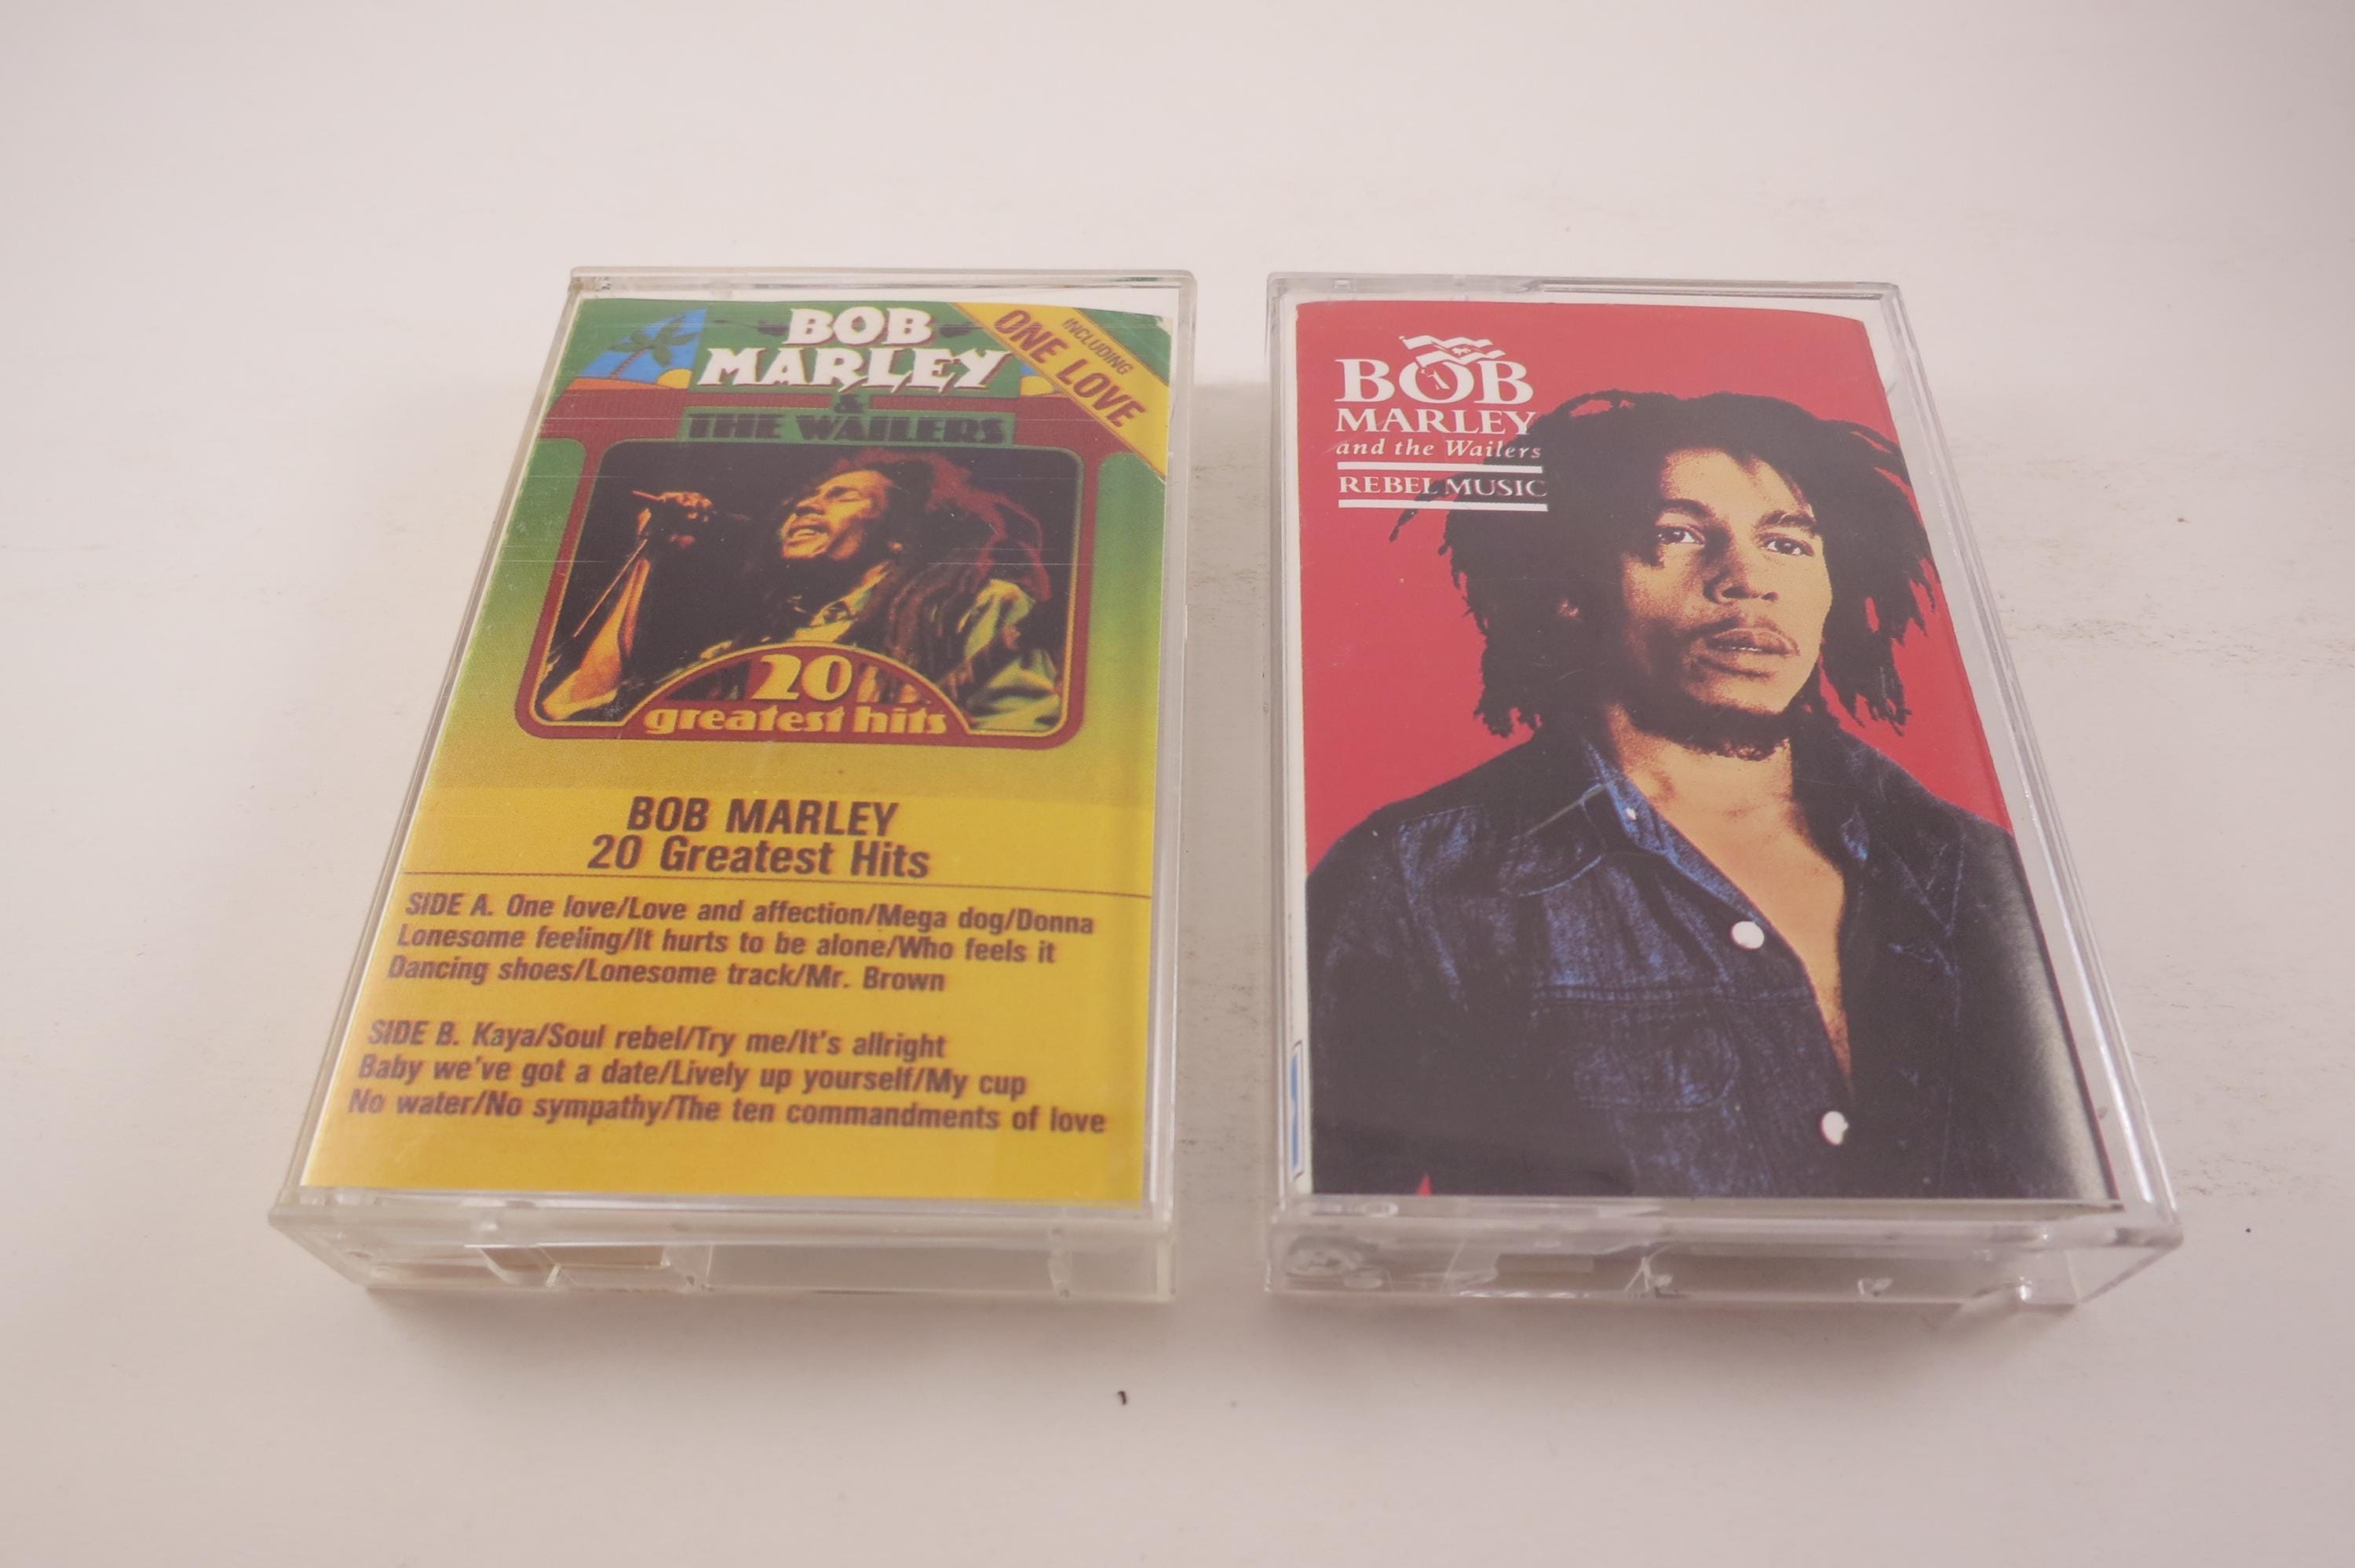 BOB
MARLEY
&
THE WAILERS
INCLUDING
ONE LOVE
20
greatest hits
BOB MARLEY
20 Greatest Hits
SIDE A. One love/Love and affection/Mega dog/Donna
Lonesome feeling/It hurts to be alone/Who feels it
Dancing shoes/Lonesome track/Mr. Brown
SIDE B. Kaya/Soul rebel/Try me/It's allright
Baby we've got a date/Lively up yourself/My cup
No water/No sympathy/The ten commandments of love
BOB
MARLEY
and the Wailers
REBEL MUSIC